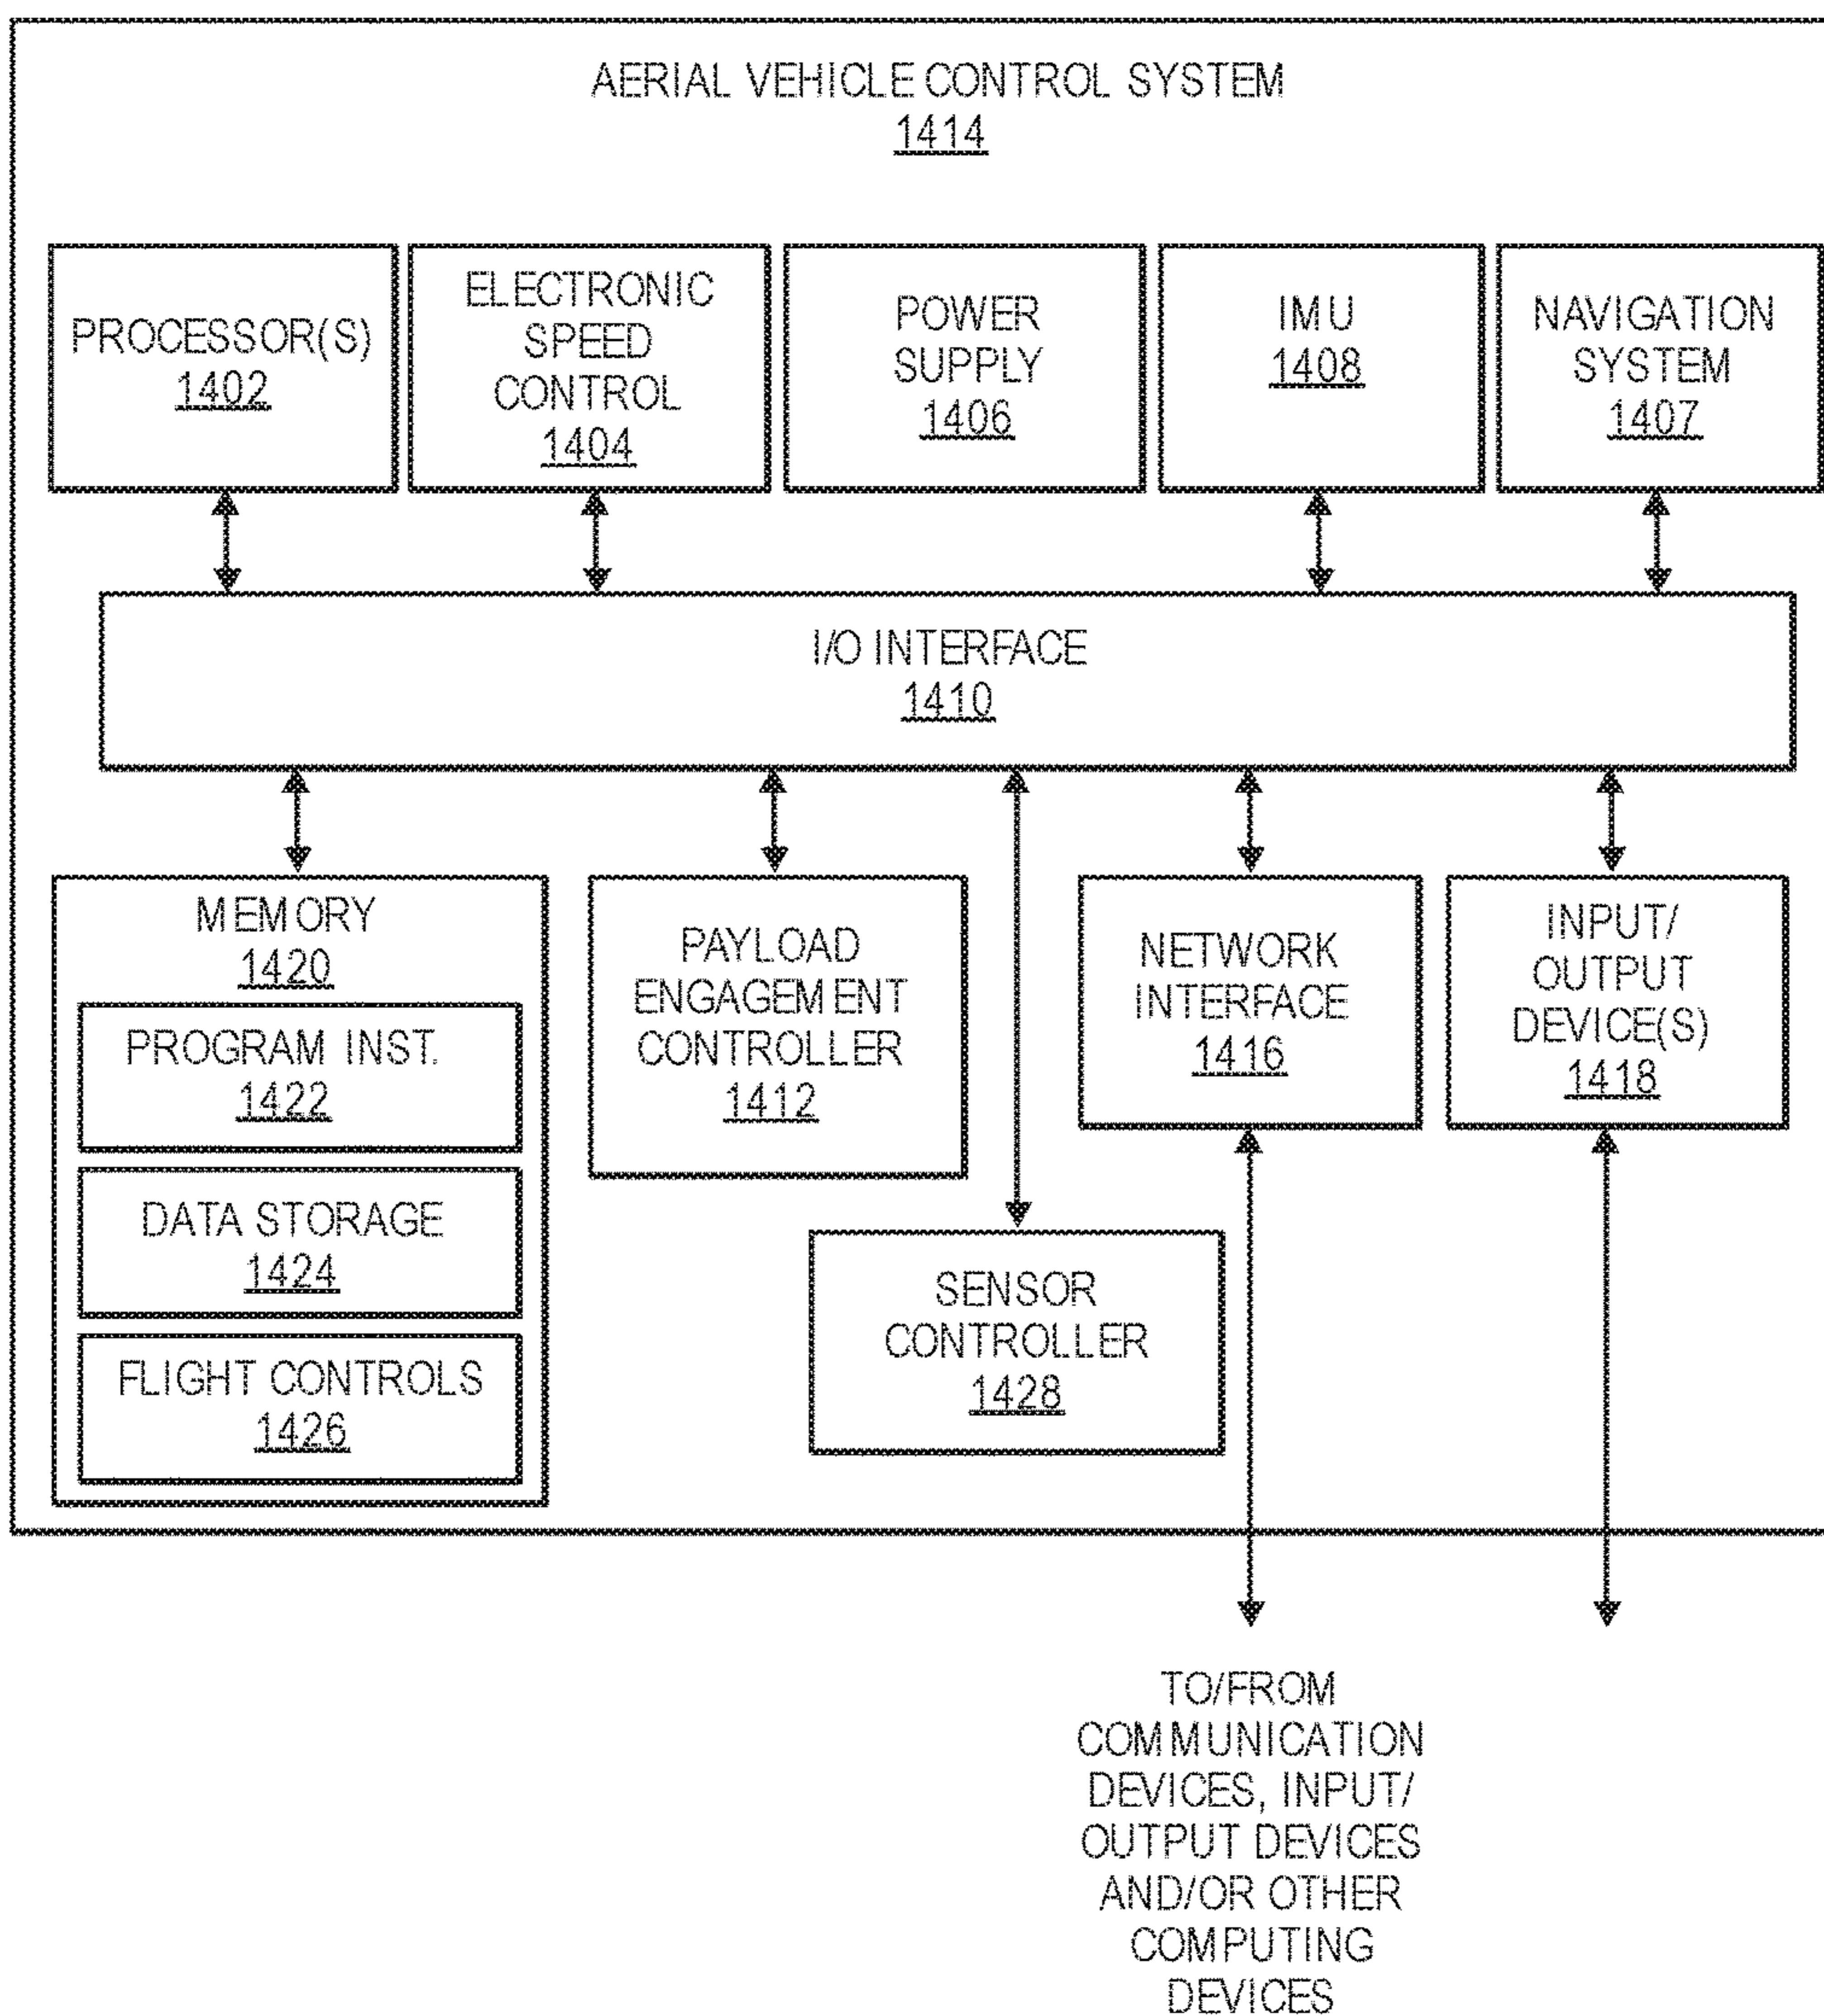 AERIAL VEHICLE CONTROL SYSTEM
1414
PROCESSOR(S)
1402
ELECTRONIC
SPEED
CONTROL
1404
POWER
SUPPLY
1406
IMU
1408
NAVIGATION
SYSTEM
1407
I/O INTERFACE
1410
MEMORY
1420
PROGRAM INST.
1422
DATA STORAGE
1424
FLIGHT CONTROLS
1426
PAYLOAD
ENGAGEMENT
CONTROLLER
1412
SENSOR
CONTROLLER
1428
NETWORK
INTERFACE
1416
INPUT/
OUTPUT
DEVICE(S)
1418
TO/FROM
COMMUNICATION
DEVICES, INPUT/
OUTPUT DEVICES
AND/OR OTHER
COMPUTING
DEVICES